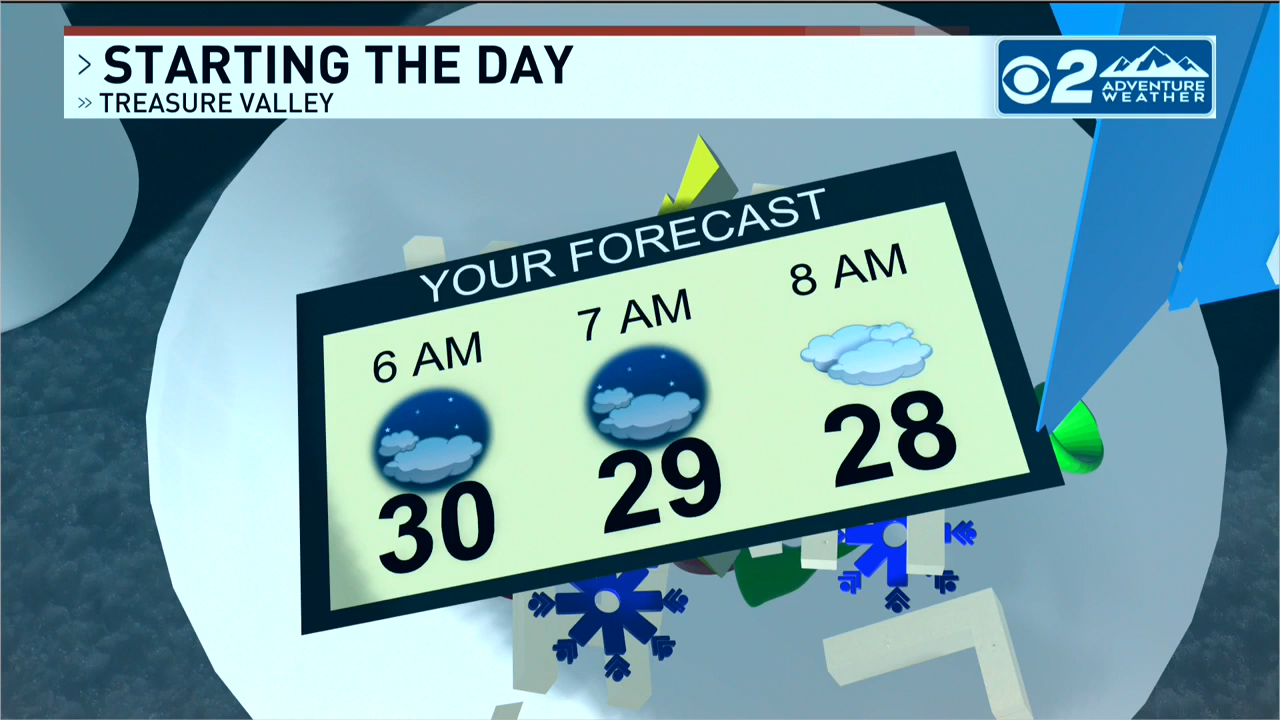 > STARTING THE DAY
» TREASURE VALLEY
2 ADVENTURE
WEATHER
YOUR FORECAST
6 AM 7 AM 8 AM
30 29 28